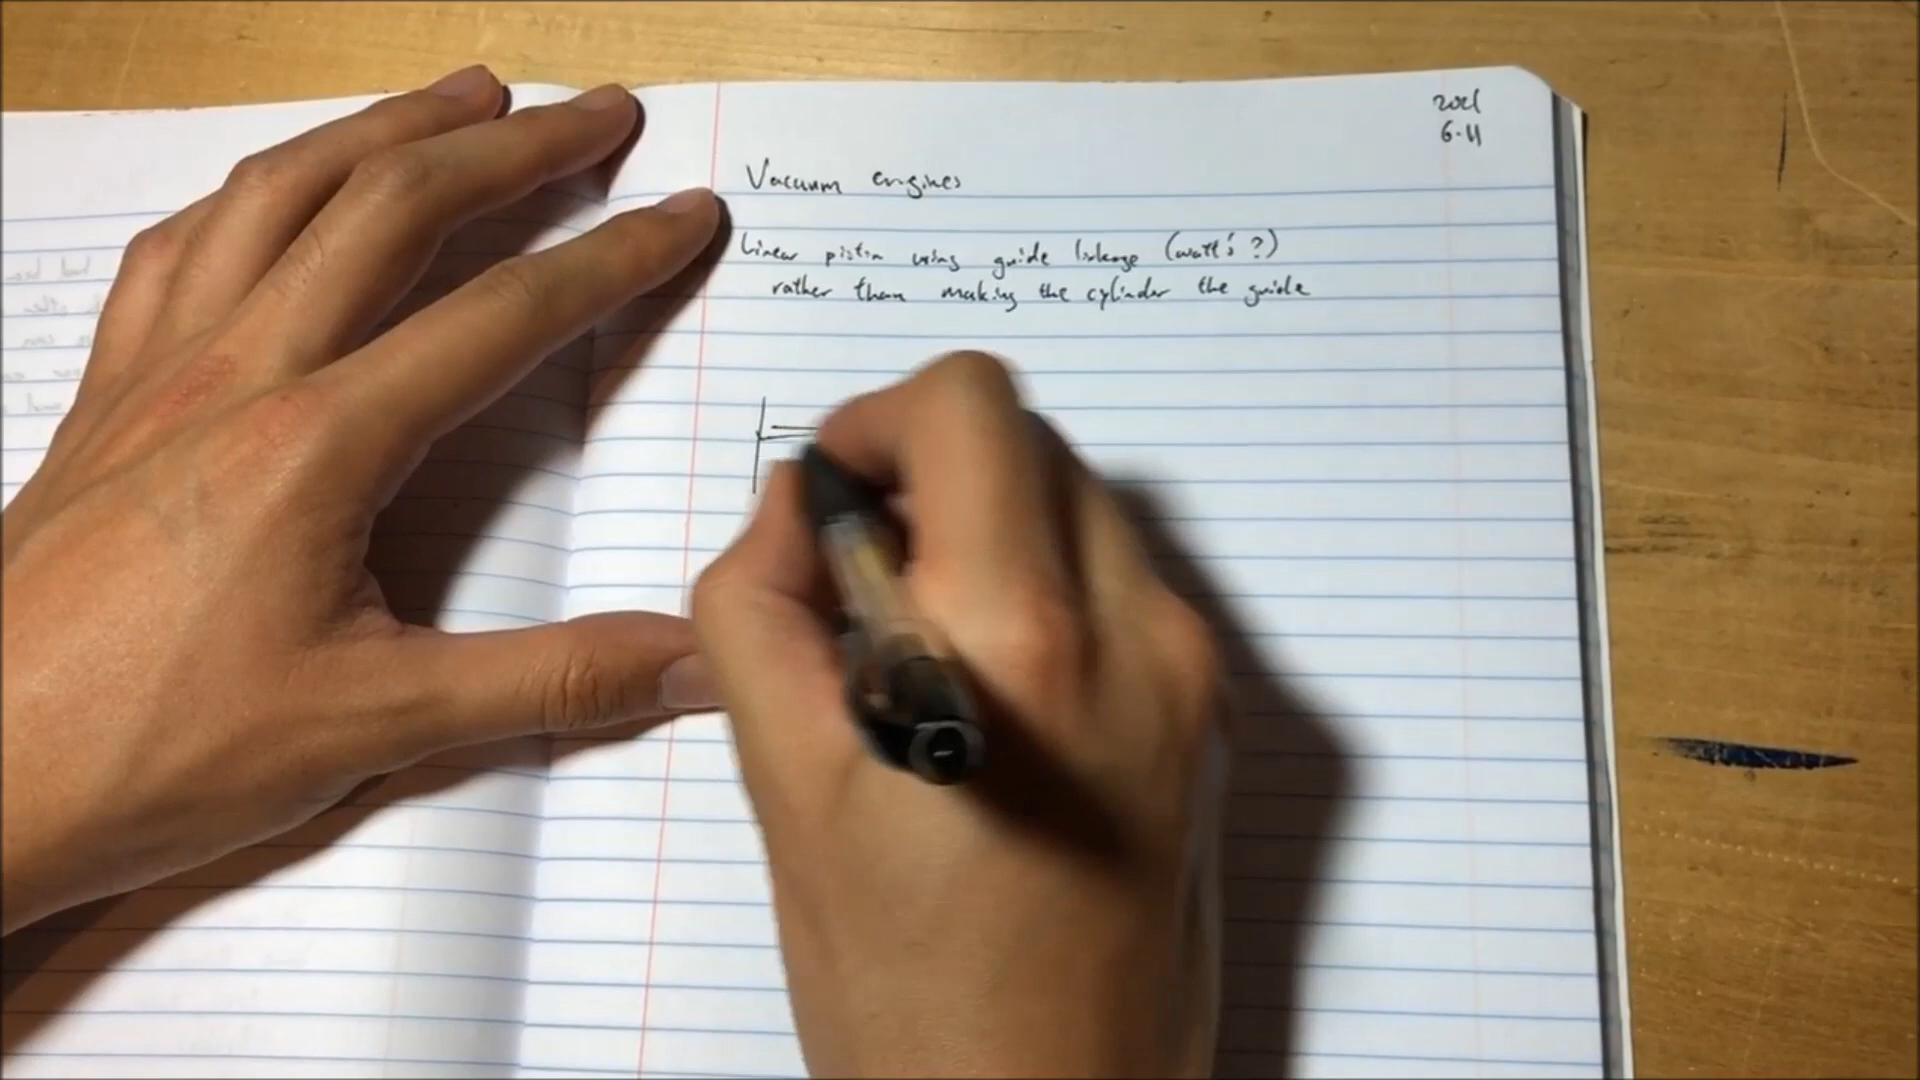 2021
6-11
Vacuum engines
Linear piston using guide linkage (watt's ?)
rather than making the cylinder the guide